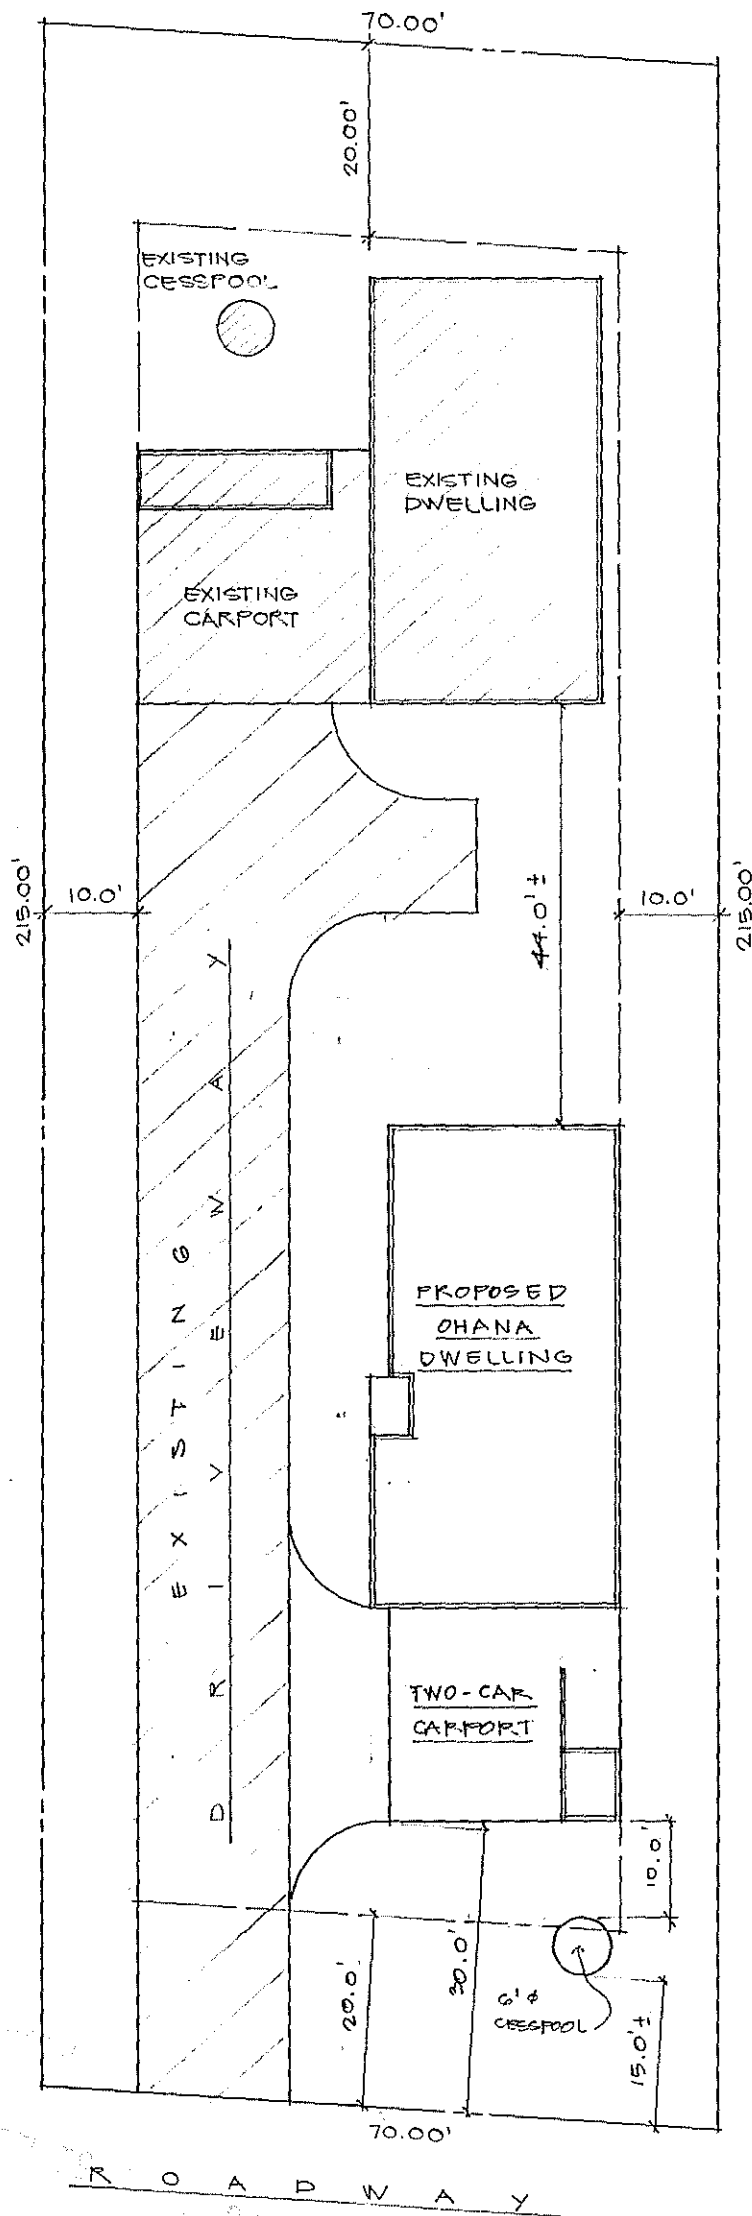 70.00'
20.00'
EXISTING
CESSPOOL
EXISTING
DWELLING
EXISTING
CARPORT
215.00'
10.0'
44.0'±
10.0'
215.00'
EXISTING
DRIVEWAY
PROPOSED
OHANA
DWELLING
TWO-CAR
CARPORT
10.0'
20.0'
30.0'
6'ø
CESSPOOL
15.0'±
70.00'
ROADWAY